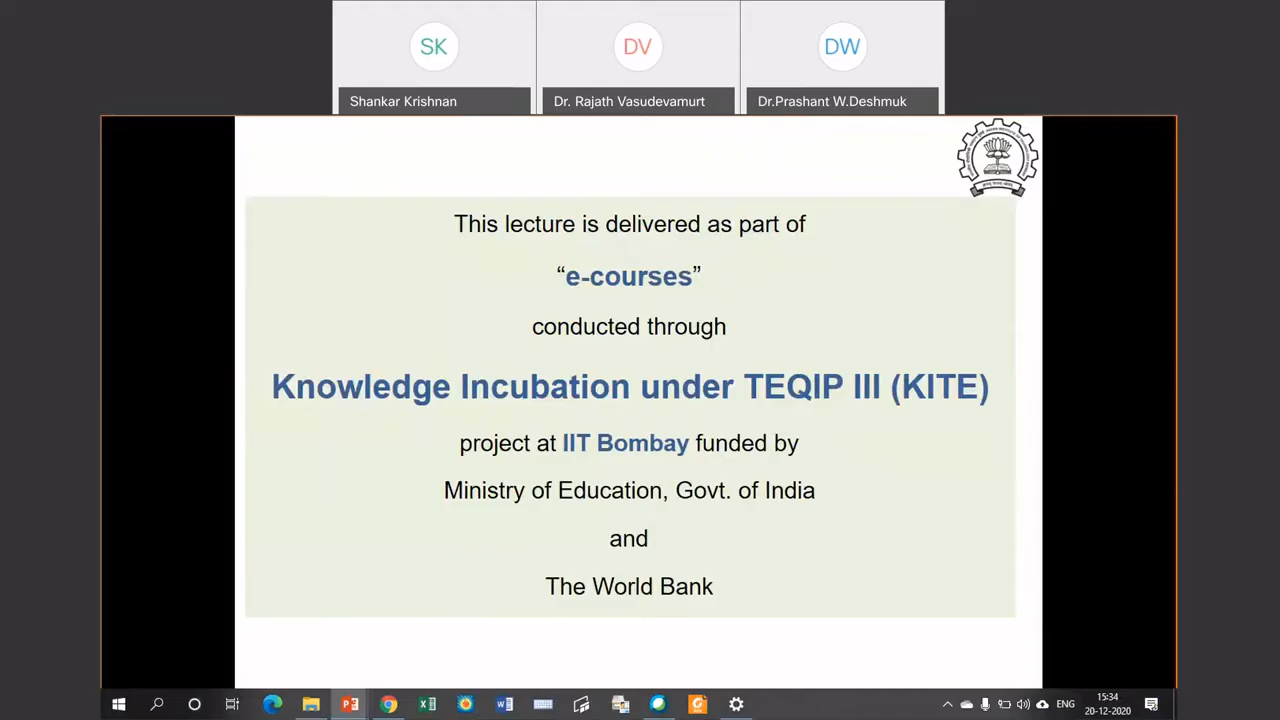 SK
DV
DW
Shankar Krishnan
Dr. Rajath Vasudevamurt
Dr.Prashant W.Deshmuk
This lecture is delivered as part of
“e-courses”
conducted through
Knowledge Incubation under TEQIP III (KITE)
project at IIT Bombay funded by
Ministry of Education, Govt. of India
and
The World Bank
ENG
15:34
20-12-2020